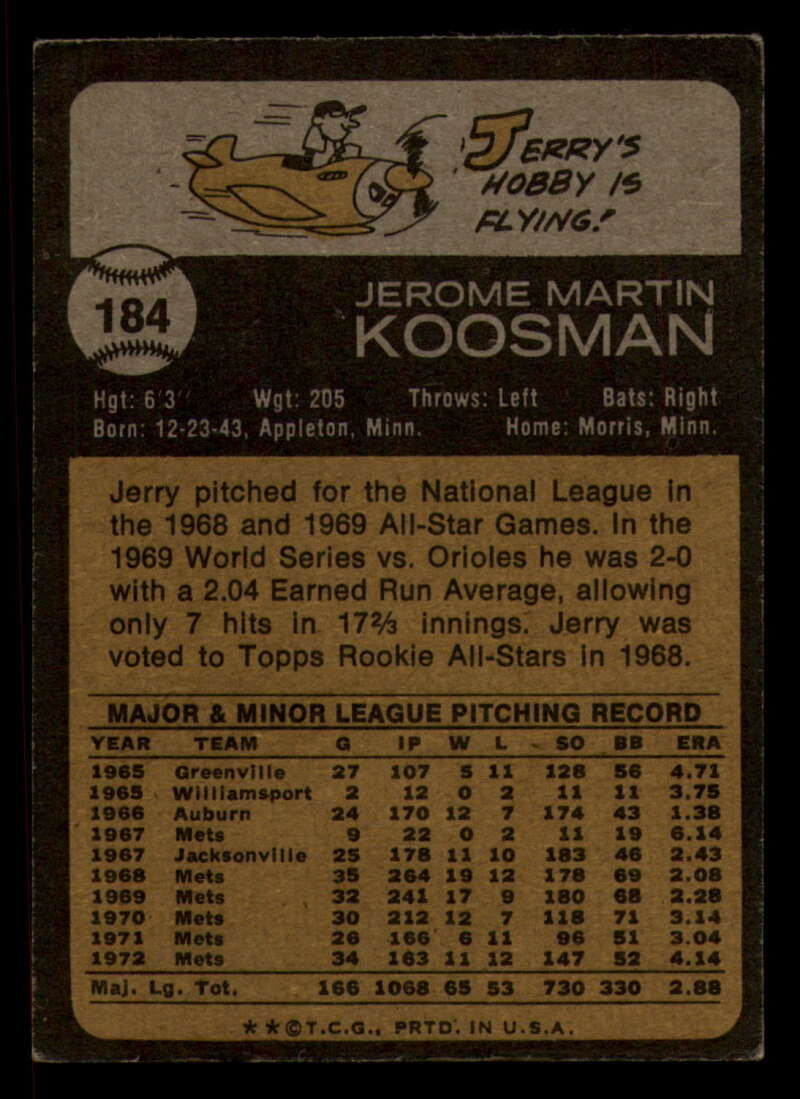 "JERRY'S
HOBBY IS
FLYING!"
184
JEROME MARTIN
KOOSMAN
Hgt: 6'3" Wgt: 205 Throws: Left Bats: Right
Born: 12-23-43, Appleton, Minn. Home: Morris, Minn.
Jerry pitched for the National League in
the 1968 and 1969 All-Star Games. In the
1969 World Series vs. Orioles he was 2-0
with a 2.04 Earned Run Average, allowing
only 7 hits in 17⅔ innings. Jerry was
voted to Topps Rookie All-Stars in 1968.
MAJOR & MINOR LEAGUE PITCHING RECORD
YEAR TEAM G IP W L SO BB ERA
1965 Greenville 27 107 5 11 128 56 4.71
1965 Williamsport 2 12 0 2 11 11 3.75
1966 Auburn 24 170 12 7 174 43 1.38
1967 Mets 9 22 0 2 11 19 6.14
1967 Jacksonville 25 178 11 10 183 46 2.43
1968 Mets 35 264 19 12 178 69 2.08
1969 Mets 32 241 17 9 180 68 2.28
1970 Mets 30 212 12 7 118 71 3.14
1971 Mets 26 166 6 11 96 51 3.04
1972 Mets 34 163 11 12 147 52 4.14
Maj. Lg. Tot. 166 1068 65 53 730 330 2.88
★ ★ © T.C.G., PRTD. IN U.S.A.